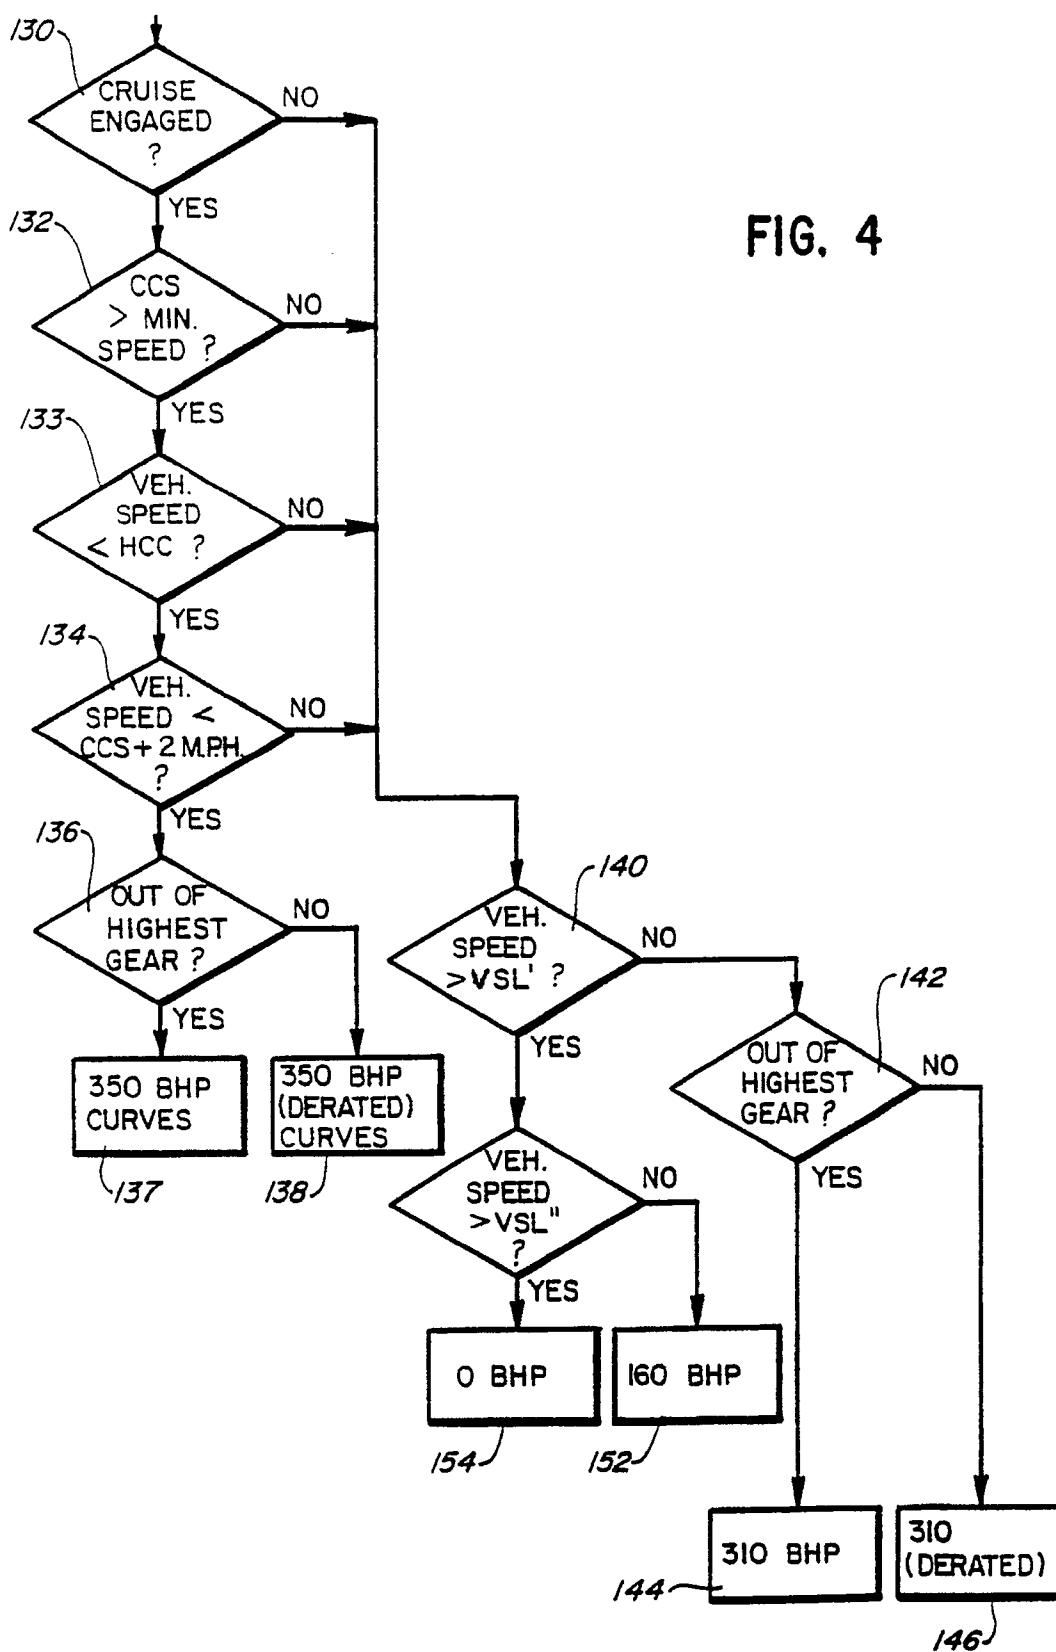 130
CRUISE
ENGAGED
?
NO
YES
132
CCS
> MIN.
SPEED ?
NO
YES
FIG. 4
133
VEH.
SPEED
< HCC ?
NO
YES
134
VEH.
SPEED <
CCS + 2 M.P.H.
?
NO
YES
136
OUT OF
HIGHEST
GEAR ?
NO
YES
350 BHP
CURVES
137
350 BHP
(DERATED)
CURVES
138
140
VEH.
SPEED
> VSL' ?
NO
YES
142
OUT OF
HIGHEST
GEAR ?
NO
YES
VEH.
SPEED
> VSL"
?
NO
YES
0 BHP
154
160 BHP
152
310 BHP
144
310
(DERATED)
146